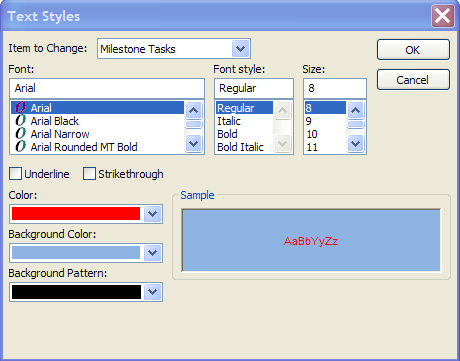 Text Styles
Item to Change: Milestone Tasks
OK
Font: Font style: Size:
Arial Regular 8
Cancel
Arial Regular 8
Arial Black Italic 9
Arial Narrow Bold 10
Arial Rounded MT Bold Bold Italic 11
Underline Strikethrough
Color: Sample
Background Color:
AaBbYyZz
Background Pattern: